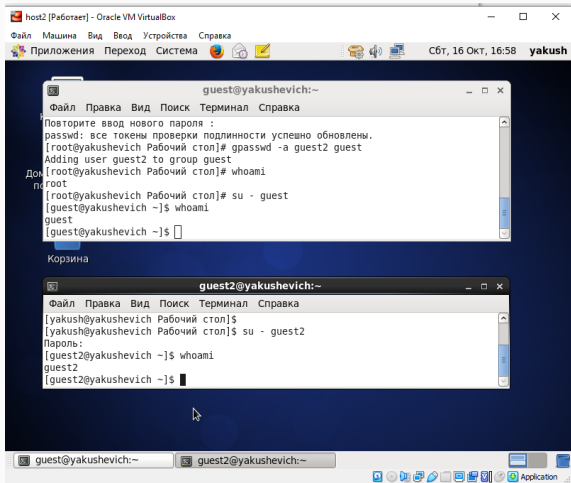 host2 [Работает] - Oracle VM VirtualBox
Файл Машина Вид Ввод Устройства Справка
Приложения Переход Система Сбт, 16 Окт, 16:58 yakush
guest@yakushevich:~
Файл Правка Вид Поиск Терминал Справка
Повторите ввод нового пароля :
passwd: все токены проверки подлинности успешно обновлены.
[root@yakushevich Рабочий стол]# gpasswd -a guest2 guest
Adding user guest2 to group guest
[root@yakushevich Рабочий стол]# whoami
root
[root@yakushevich Рабочий стол]# su - guest
[guest@yakushevich ~]$ whoami
guest
[guest@yakushevich ~]$
Корзина
guest2@yakushevich:~
Файл Правка Вид Поиск Терминал Справка
[yakush@yakushevich Рабочий стол]$
[yakush@yakushevich Рабочий стол]$ su - guest2
Пароль:
[guest2@yakushevich ~]$ whoami
guest2
[guest2@yakushevich ~]$
guest@yakushevich:~ guest2@yakushevich:~
Application